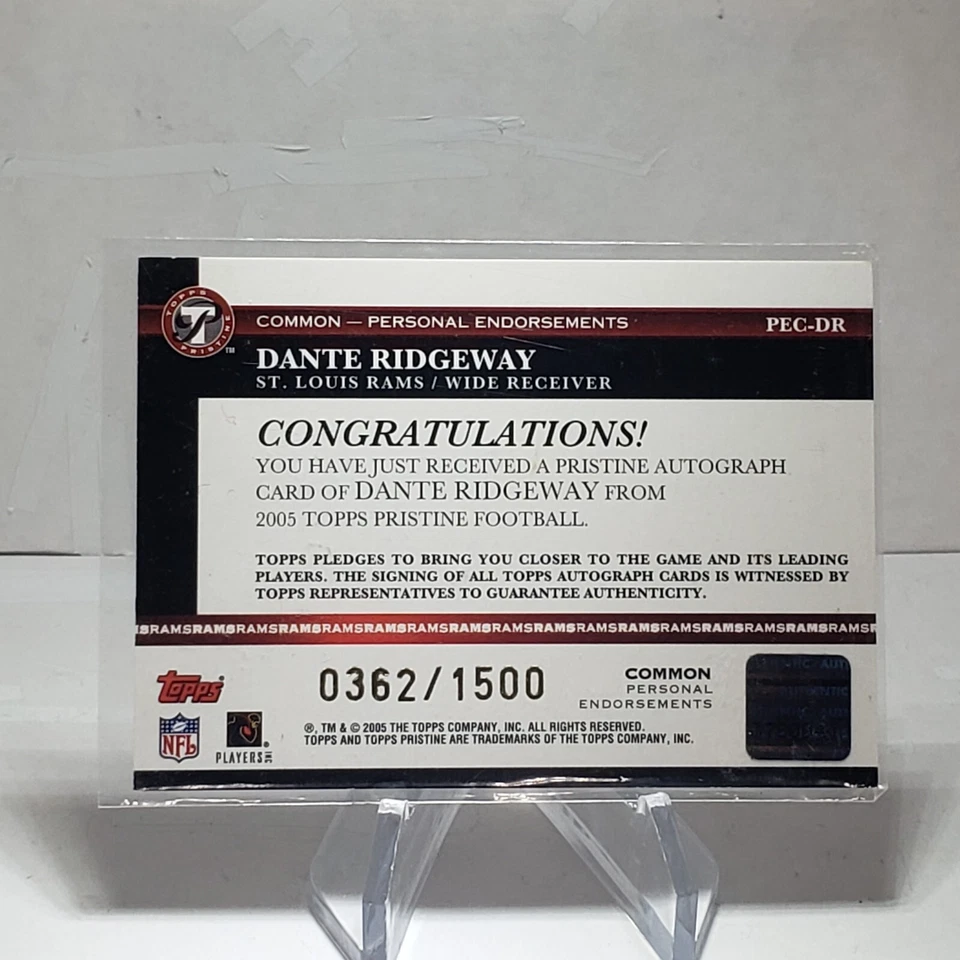 TOPPS PRISTINE
T
P
TM
COMMON — PERSONAL ENDORSEMENTS
PEC-DR
DANTE RIDGEWAY
ST. LOUIS RAMS / WIDE RECEIVER
CONGRATULATIONS!
YOU HAVE JUST RECEIVED A PRISTINE AUTOGRAPH
CARD OF DANTE RIDGEWAY FROM
2005 TOPPS PRISTINE FOOTBALL.
TOPPS PLEDGES TO BRING YOU CLOSER TO THE GAME AND ITS LEADING
PLAYERS. THE SIGNING OF ALL TOPPS AUTOGRAPH CARDS IS WITNESSED BY
TOPPS REPRESENTATIVES TO GUARANTEE AUTHENTICITY.
SRAMSRAMSRAMSRAMSRAMSRAMSRAMSRAMSRAMSRAMSRAMSRAMSRAMSRAMSRAMSRAMSRAMS
Topps
0362/1500
COMMON
PERSONAL
ENDORSEMENTS
NFL
PLAYERS INC
®, TM & © 2005 THE TOPPS COMPANY, INC. ALL RIGHTS RESERVED.
TOPPS AND TOPPS PRISTINE ARE TRADEMARKS OF THE TOPPS COMPANY, INC.